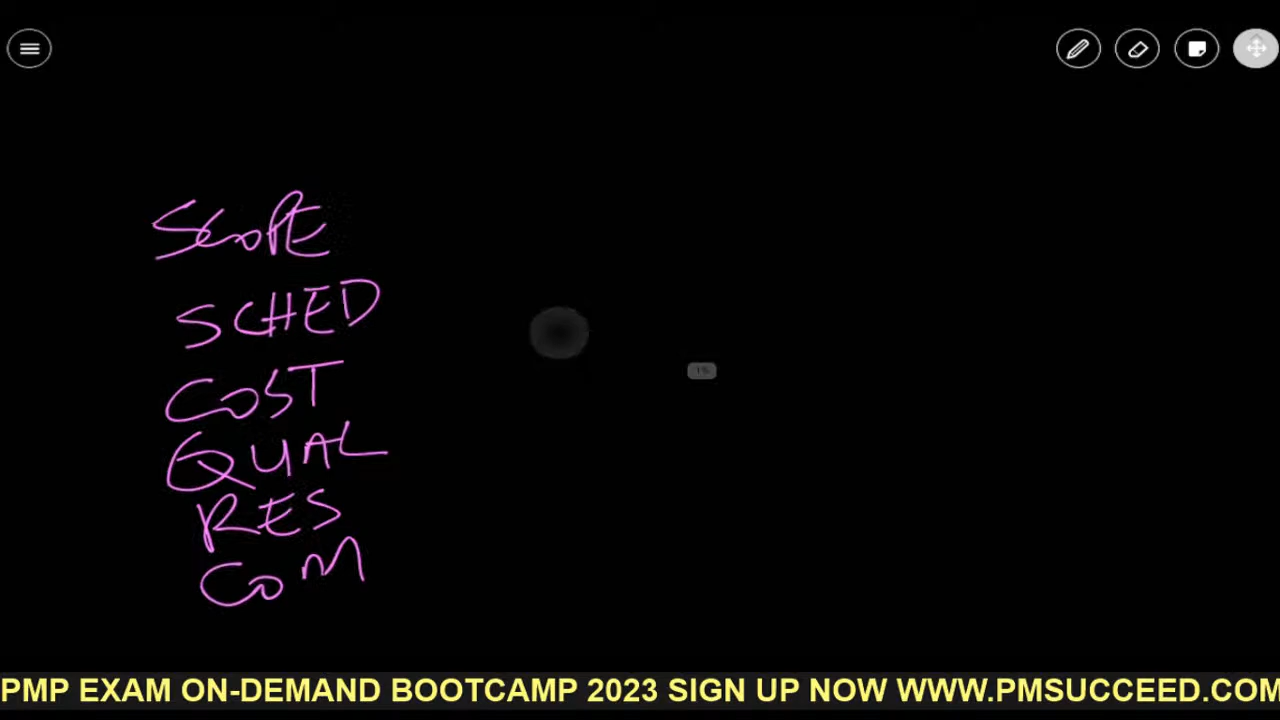 SCOPE
SCHED
COST
QUAL
RES
COM
PMP EXAM ON-DEMAND BOOTCAMP 2023 SIGN UP NOW WWW.PMSUCCEED.COM